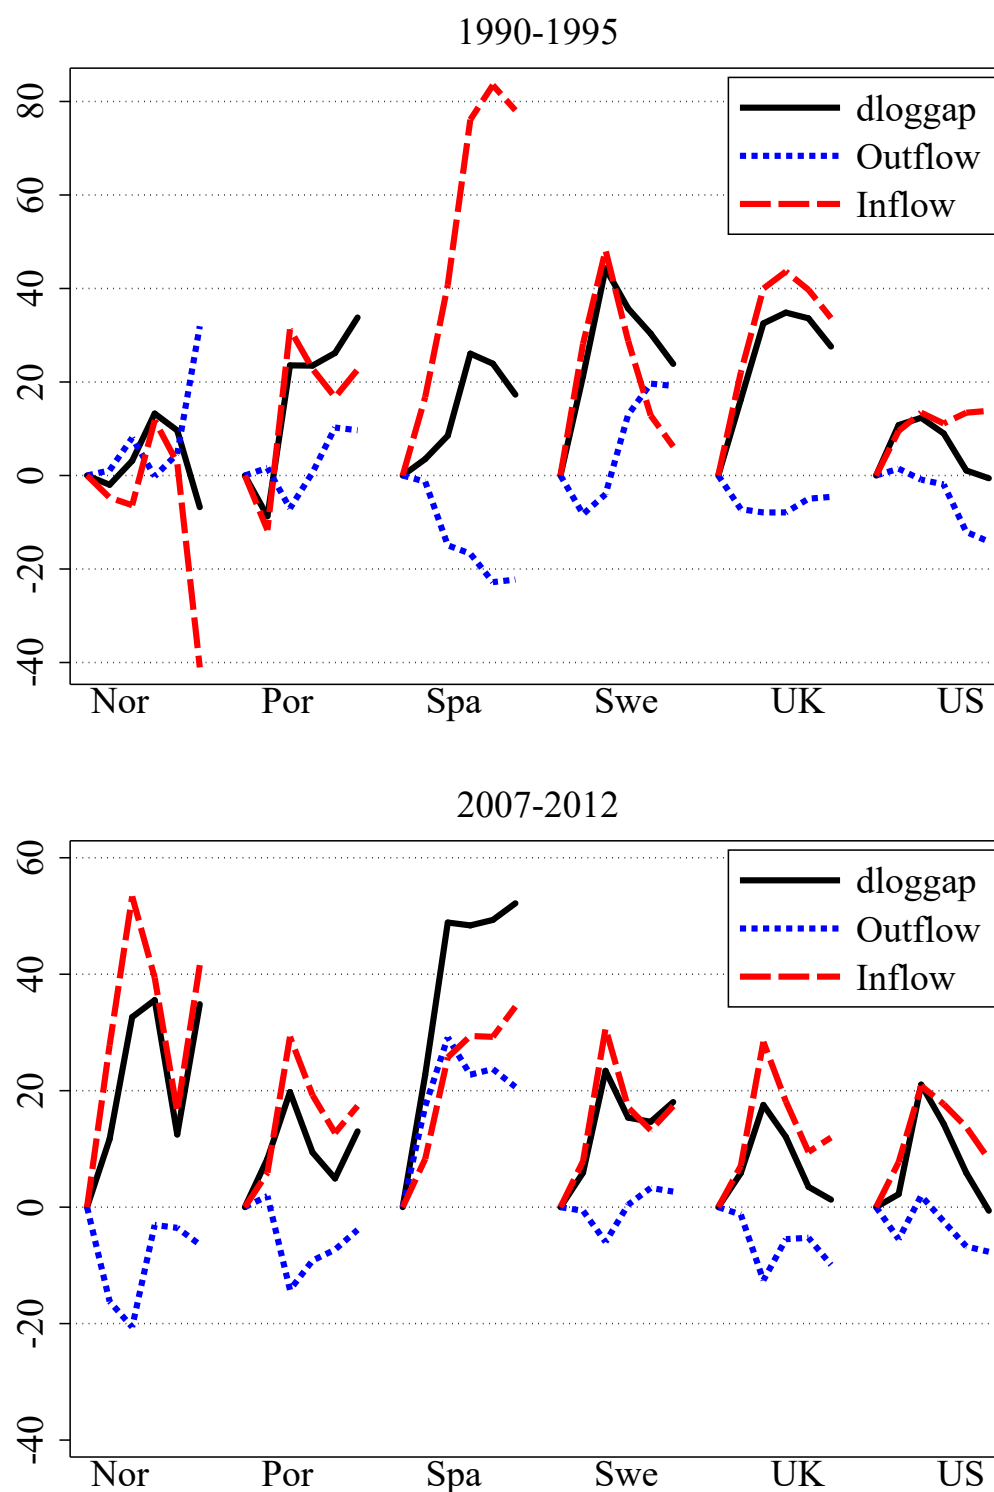 1990-1995
80
60
40
20
0
-20
-40
dloggap
Outflow
Inflow
Nor Por Spa Swe UK US
2007-2012
60
40
20
0
-20
-40
dloggap
Outflow
Inflow
Nor Por Spa Swe UK US